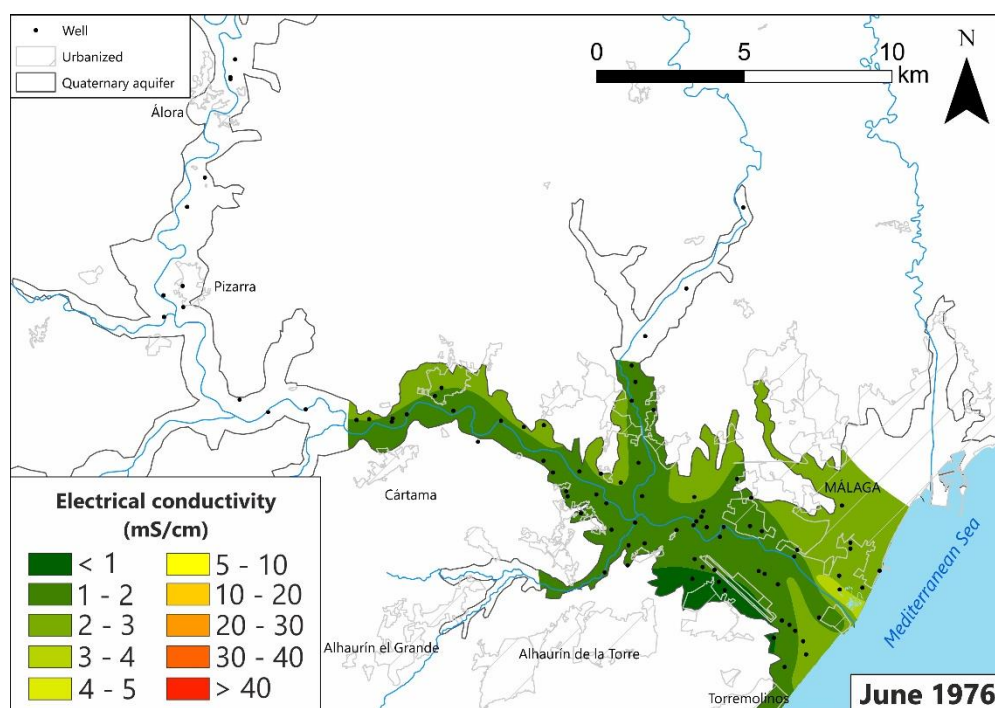 Well
Urbanized
Quaternary aquifer
0 5 10
km
N
Álora
Pizarra
Cártama
MÁLAGA
Mediterranean Sea
Alhaurín el Grande
Alhaurín de la Torre
Torremolinos
Electrical conductivity
(mS/cm)
< 1
1 - 2
2 - 3
3 - 4
4 - 5
5 - 10
10 - 20
20 - 30
30 - 40
> 40
June 1976